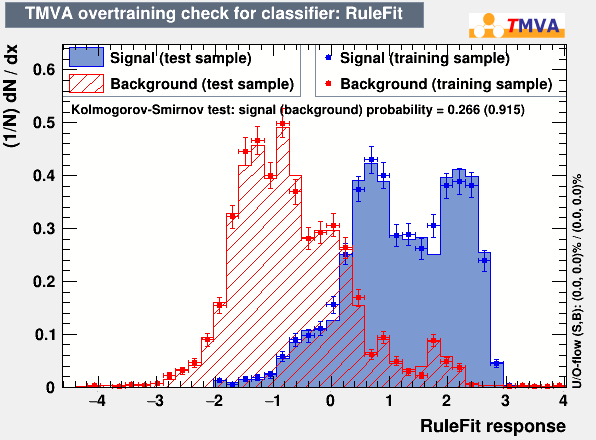 TMVA overtraining check for classifier: RuleFit
TMVA
(1/N) dN / dx
Signal (test sample)
Background (test sample)
Signal (training sample)
Background (training sample)
Kolmogorov-Smirnov test: signal (background) probability = 0.266 (0.915)
0.6
0.5
0.4
0.3
0.2
0.1
0
−4 −3 −2 −1 0 1 2 3 4
RuleFit response
U/O-flow (S,B): (0.0, 0.0)% / (0.0, 0.0)%